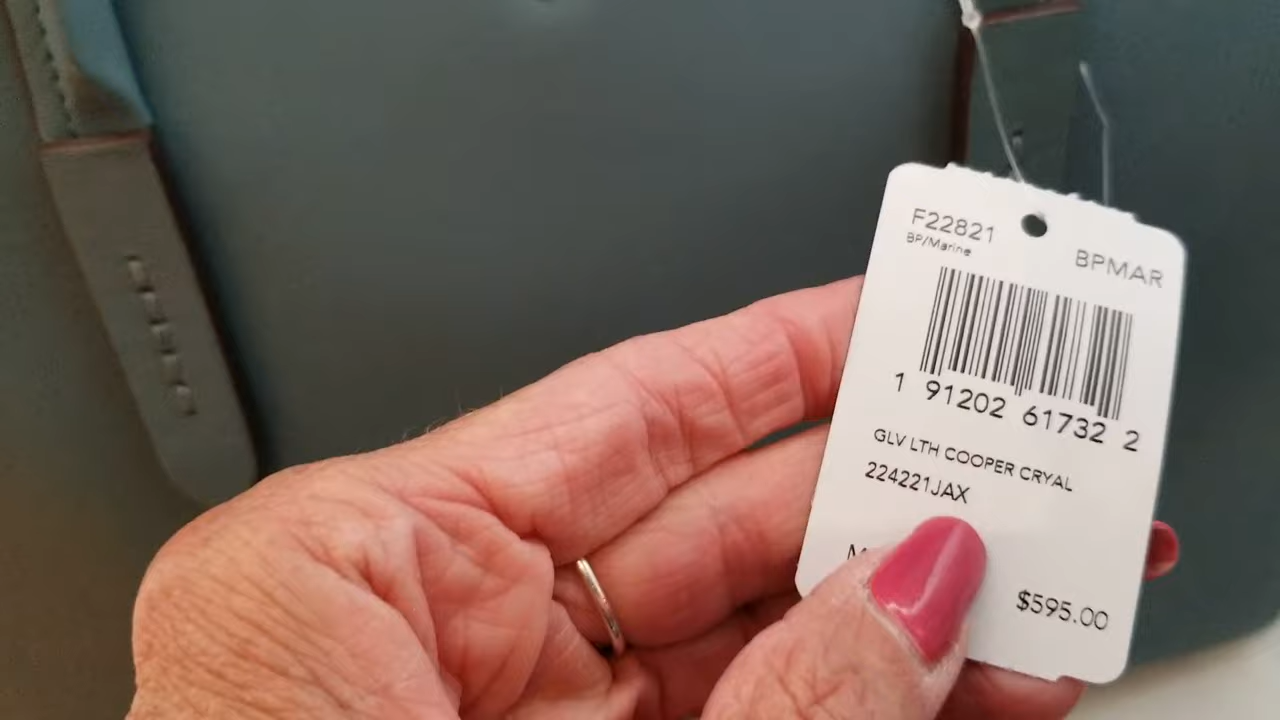 F22821
BP/Marine
BPMAR
1 91202 61732 2
GLV LTH COOPER CRYAL
224221JAX
$595.00